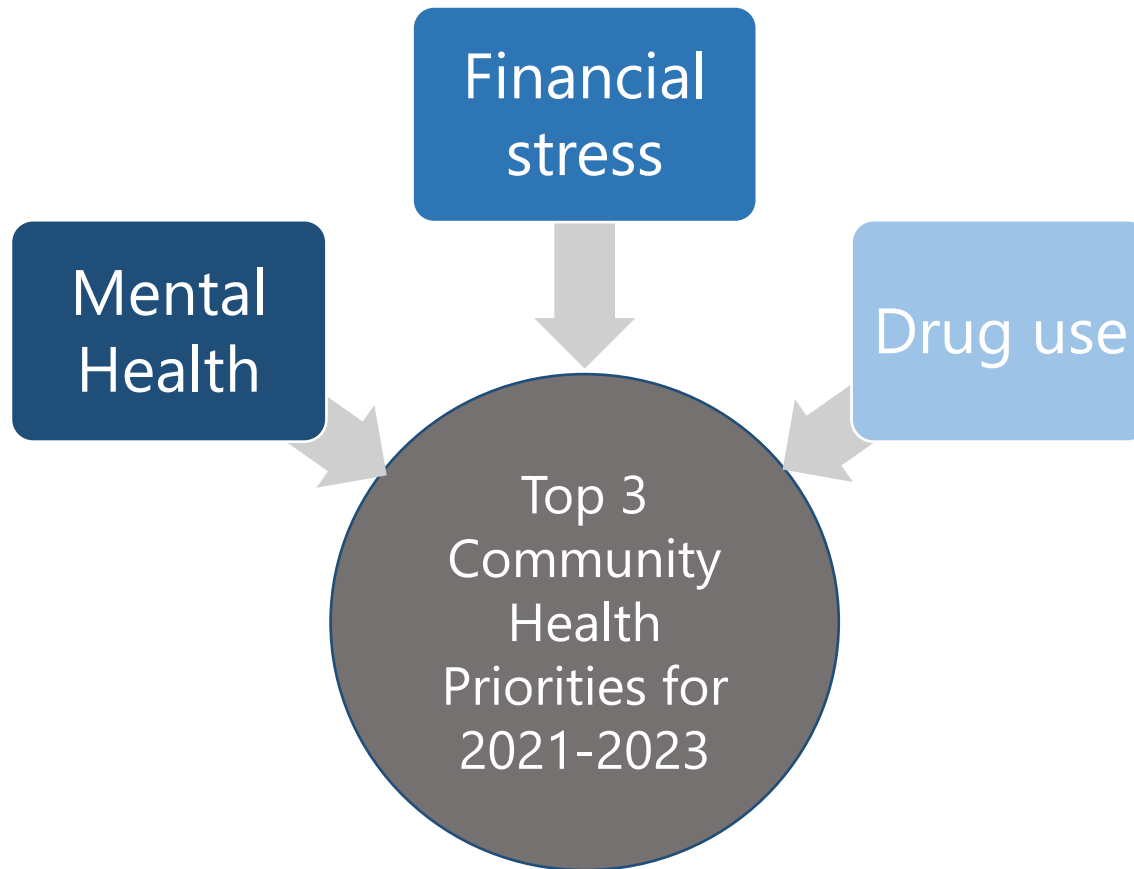 Financial
stress
Mental
Health
Drug use
Top 3
Community
Health
Priorities for
2021-2023